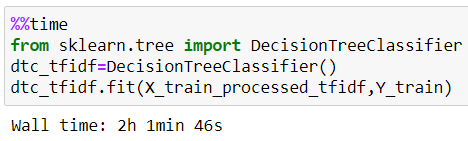 %%time
from sklearn.tree import DecisionTreeClassifier
dtc_tfidf=DecisionTreeClassifier()
dtc_tfidf.fit(X_train_processed_tfidf,Y_train)
Wall time: 2h 1min 46s